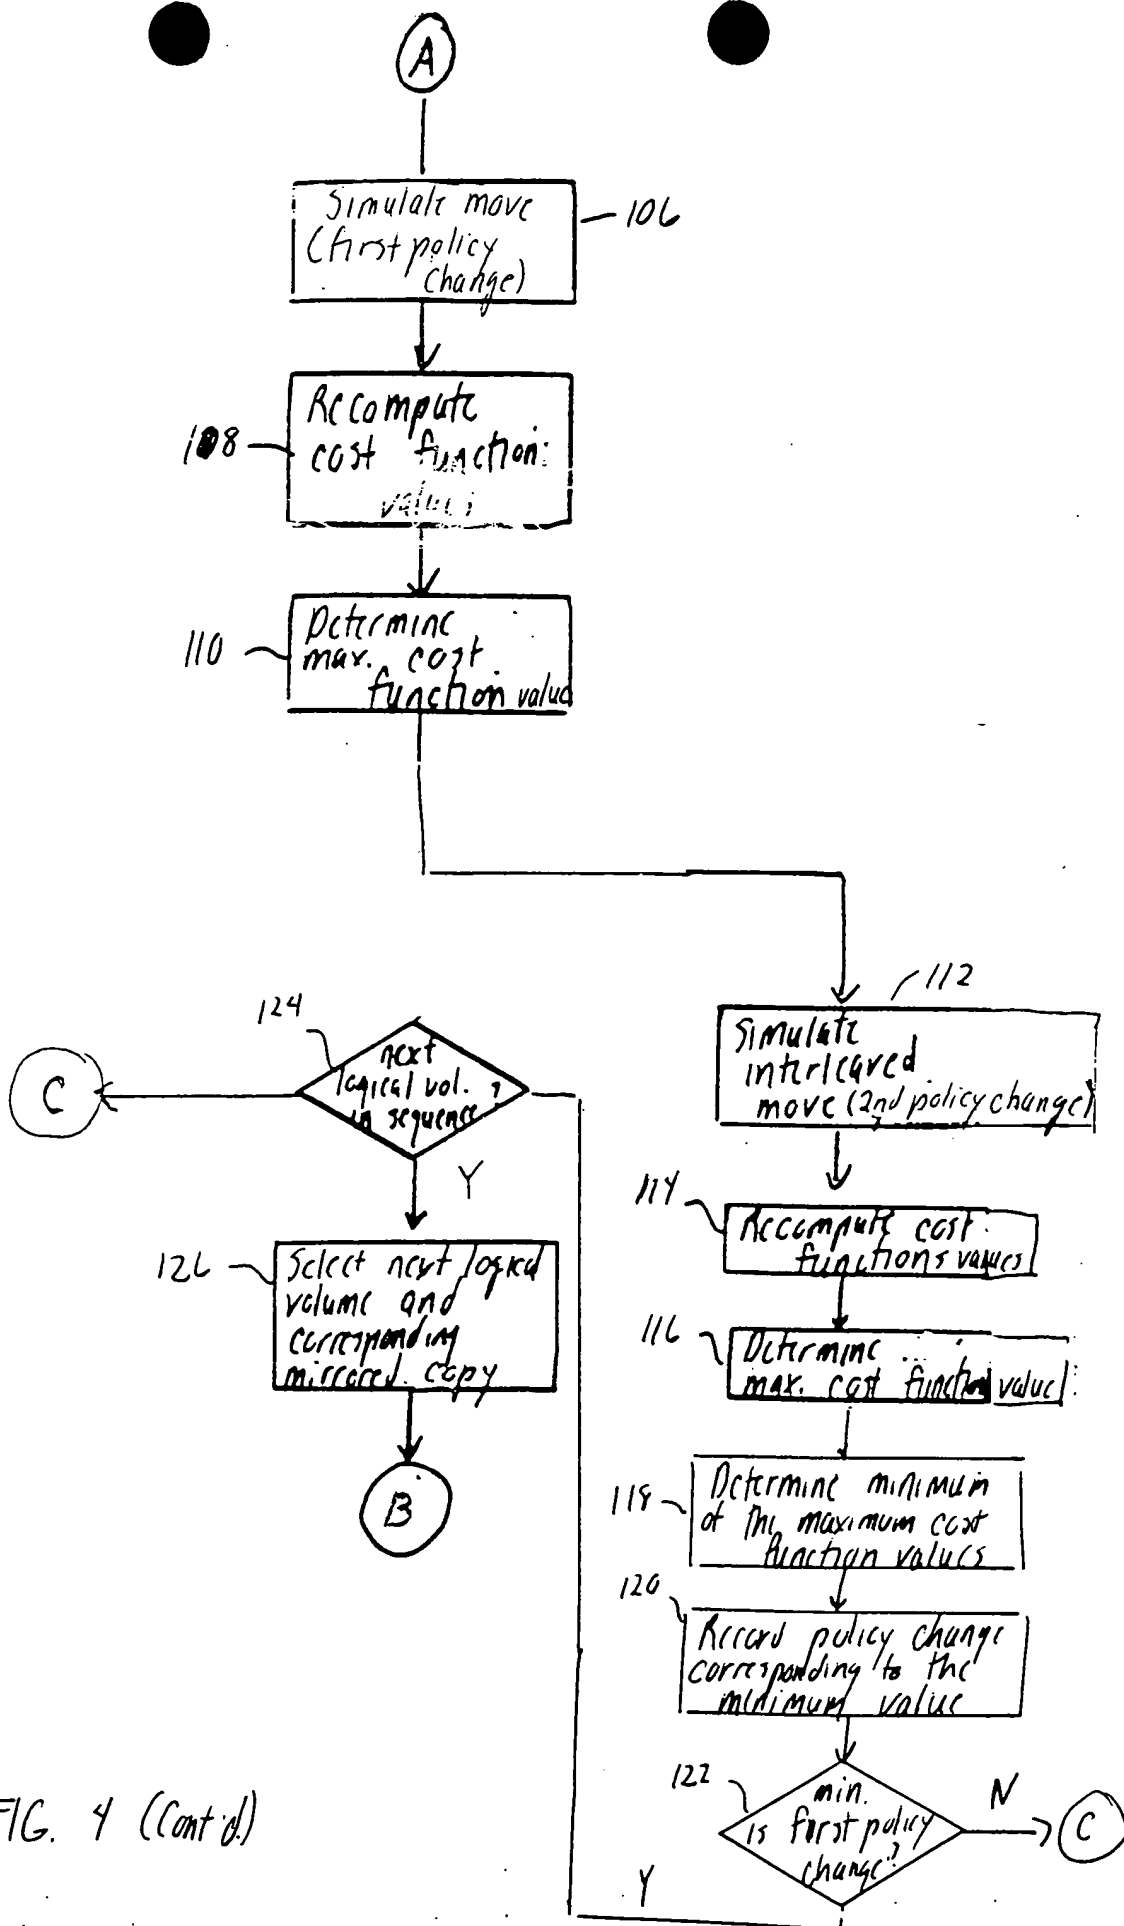 A
Simulate move
(first policy
change)
106
Recompute
cost function
values
108
Determine
max. cost
function value
110
112
Simulate
interleaved
move (2nd policy change)
114
Recompute cost
functions values
116
Determine
max. cost function value
118
Determine minimum
of the maximum cost
function values
120
Record policy change
corresponding to the
minimum value
122
min.
is first policy
change?
N
C
Y
124
next
logical vol.
in sequence?
C
Y
126
Select next logical
volume and
corresponding
mirrored copy
B
FIG. 4 (Cont'd.)